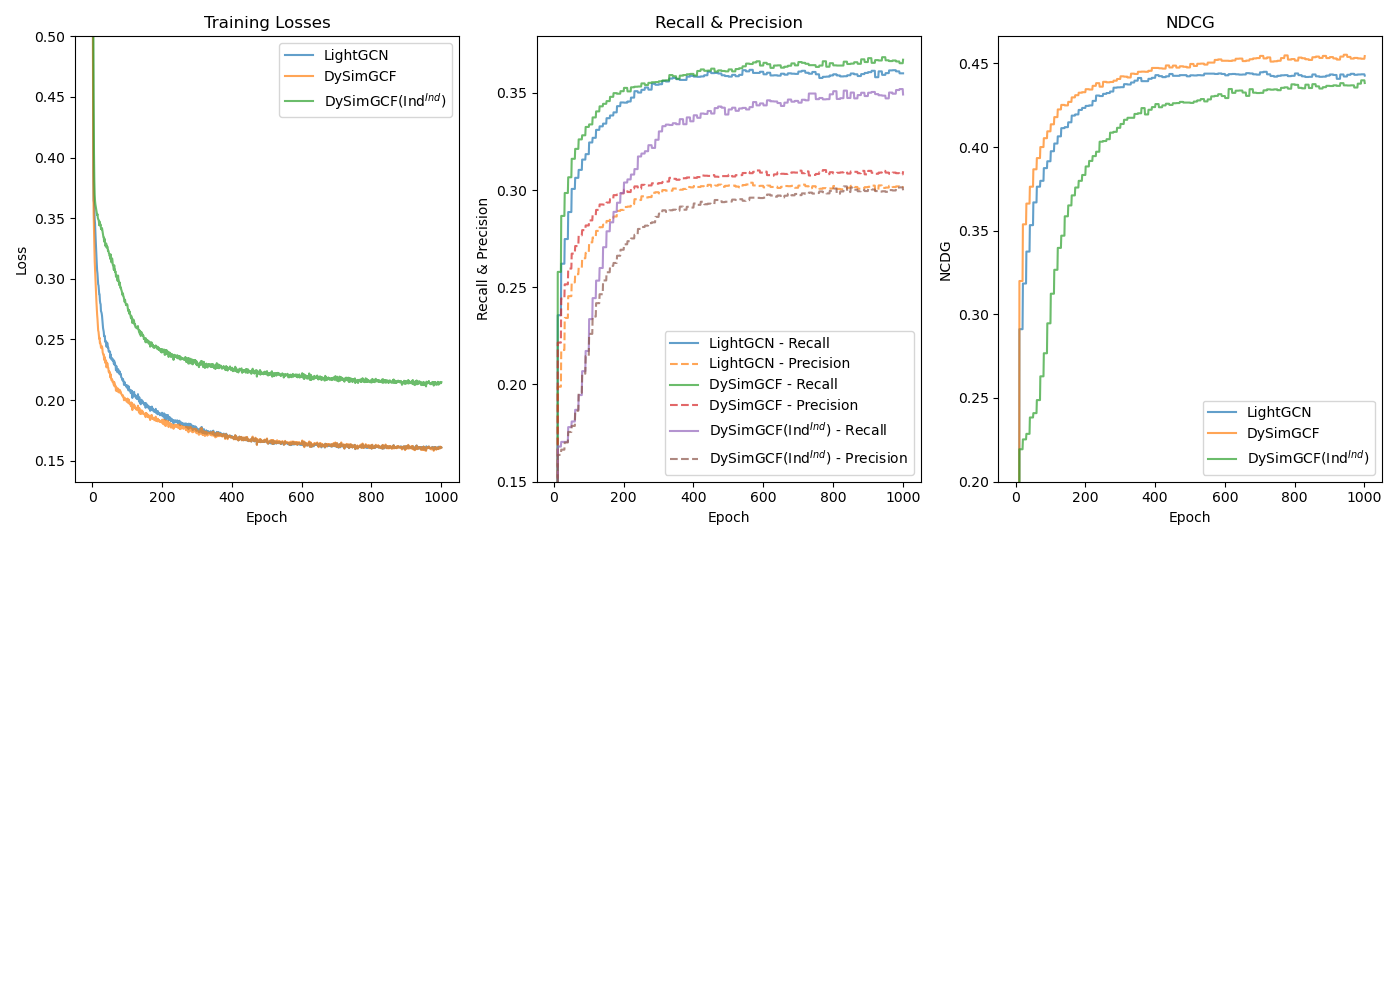 Training Losses
0.50
0.45
0.40
0.35
0.30
0.25
0.20
0.15
Loss
0 200 400 600 800 1000
Epoch
LightGCN
DySimGCF
DySimGCF(Ind^Ind)
Recall & Precision
0.35
0.30
0.25
0.20
0.15
Recall & Precision
0 200 400 600 800 1000
Epoch
LightGCN - Recall
LightGCN - Precision
DySimGCF - Recall
DySimGCF - Precision
DySimGCF(Ind^Ind) - Recall
DySimGCF(Ind^Ind) - Precision
NDCG
0.45
0.40
0.35
0.30
0.25
0.20
NCDG
0 200 400 600 800 1000
Epoch
LightGCN
DySimGCF
DySimGCF(Ind^Ind)